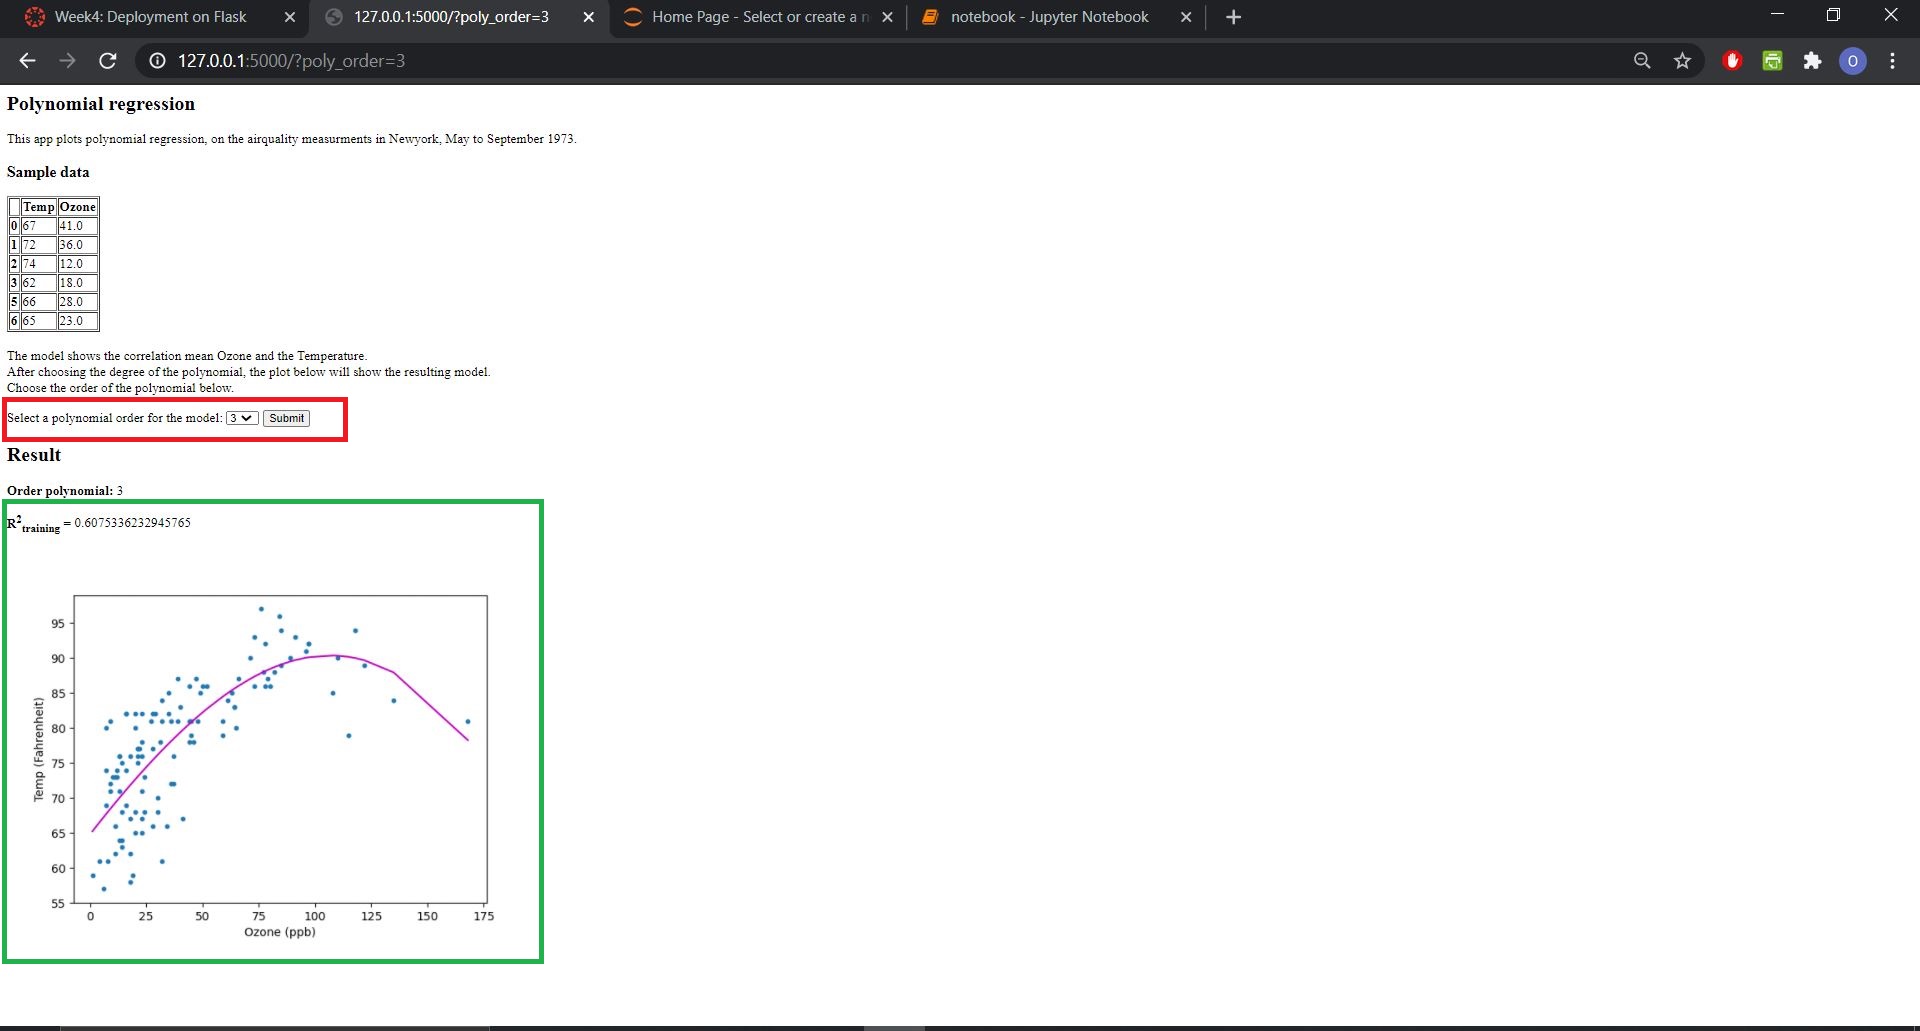 Week4: Deployment on Flask
127.0.0.1:5000/?poly_order=3
Home Page - Select or create a n
notebook - Jupyter Notebook
127.0.0.1:5000/?poly_order=3
O
Polynomial regression
This app plots polynomial regression, on the airquality measurments in Newyork, May to September 1973.
Sample data
Temp Ozone
0 67 41.0
1 72 36.0
2 74 12.0
3 62 18.0
5 66 28.0
6 65 23.0
The model shows the correlation mean Ozone and the Temperature.
After choosing the degree of the polynomial, the plot below will show the resulting model.
Choose the order of the polynomial below.
Select a polynomial order for the model: 3 Submit
Result
Order polynomial: 3
R2training = 0.6075336232945765
95
90
85
80
75
70
65
60
55
Temp (Fahrenheit)
0 25 50 75 100 125 150 175
Ozone (ppb)